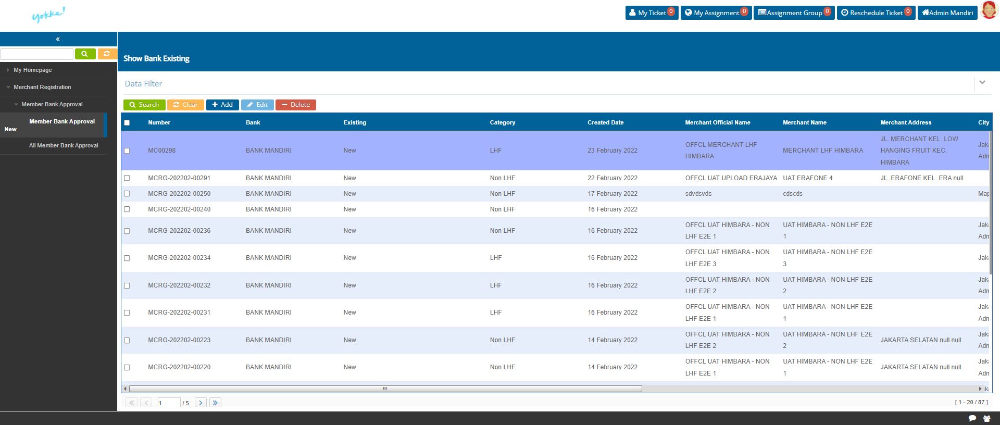 yokke!
My Ticket 0
My Assignment 0
Assignment Group 0
Reschedule Ticket 0
Admin Mandiri
«
Show Bank Existing
My Homepage
Merchant Registration
Member Bank Approval
Member Bank Approval
New
All Member Bank Approval
Data Filter
Search Clear Add Edit Delete
Number Bank Existing Category Created Date Merchant Official Name Merchant Name Merchant Address City
JL. MERCHANT KEL. LOW
OFFCL MERCHANT LHF
MC00298 BANK MANDIRI New LHF 23 February 2022 MERCHANT LHF HIMBARA HANGING FRUIT KEC.
HIMBARA
HIMBARA
MCRG-202202-00291 BANK MANDIRI New Non LHF 22 February 2022 OFFCL UAT UPLOAD ERAJAYA UAT ERAFONE 4 JL. ERAFONE KEL. ERA null
MCRG-202202-00250 BANK MANDIRI New Non LHF 17 February 2022 sdvdsvds cdscds Map
MCRG-202202-00240 BANK MANDIRI New Non LHF 16 February 2022
OFFCL UAT HIMBARA - NON UAT HIMBARA - NON LHF E2E
MCRG-202202-00236 BANK MANDIRI New Non LHF 16 February 2022
LHF E2E 1 1
OFFCL UAT HIMBARA - NON UAT HIMBARA - NON LHF E2E
MCRG-202202-00234 BANK MANDIRI New LHF 16 February 2022
LHF E2E 3 3
OFFCL UAT HIMBARA - NON UAT HIMBARA - NON LHF E2E
MCRG-202202-00232 BANK MANDIRI New LHF 16 February 2022
LHF E2E 2 2
OFFCL UAT HIMBARA - NON UAT HIMBARA - NON LHF E2E
MCRG-202202-00231 BANK MANDIRI New LHF 16 February 2022
LHF E2E 1 1
OFFCL UAT HIMBARA - NON UAT HIMBARA - NON LHF E2E
MCRG-202202-00223 BANK MANDIRI New Non LHF 14 February 2022 JAKARTA SELATAN null null
LHF E2E 2 2
OFFCL UAT HIMBARA - NON UAT HIMBARA - NON LHF E2E
MCRG-202202-00220 BANK MANDIRI New Non LHF 14 February 2022 JAKARTA SELATAN null null
LHF E2E 1 1
1 / 5
[ 1 - 20 / 87 ]